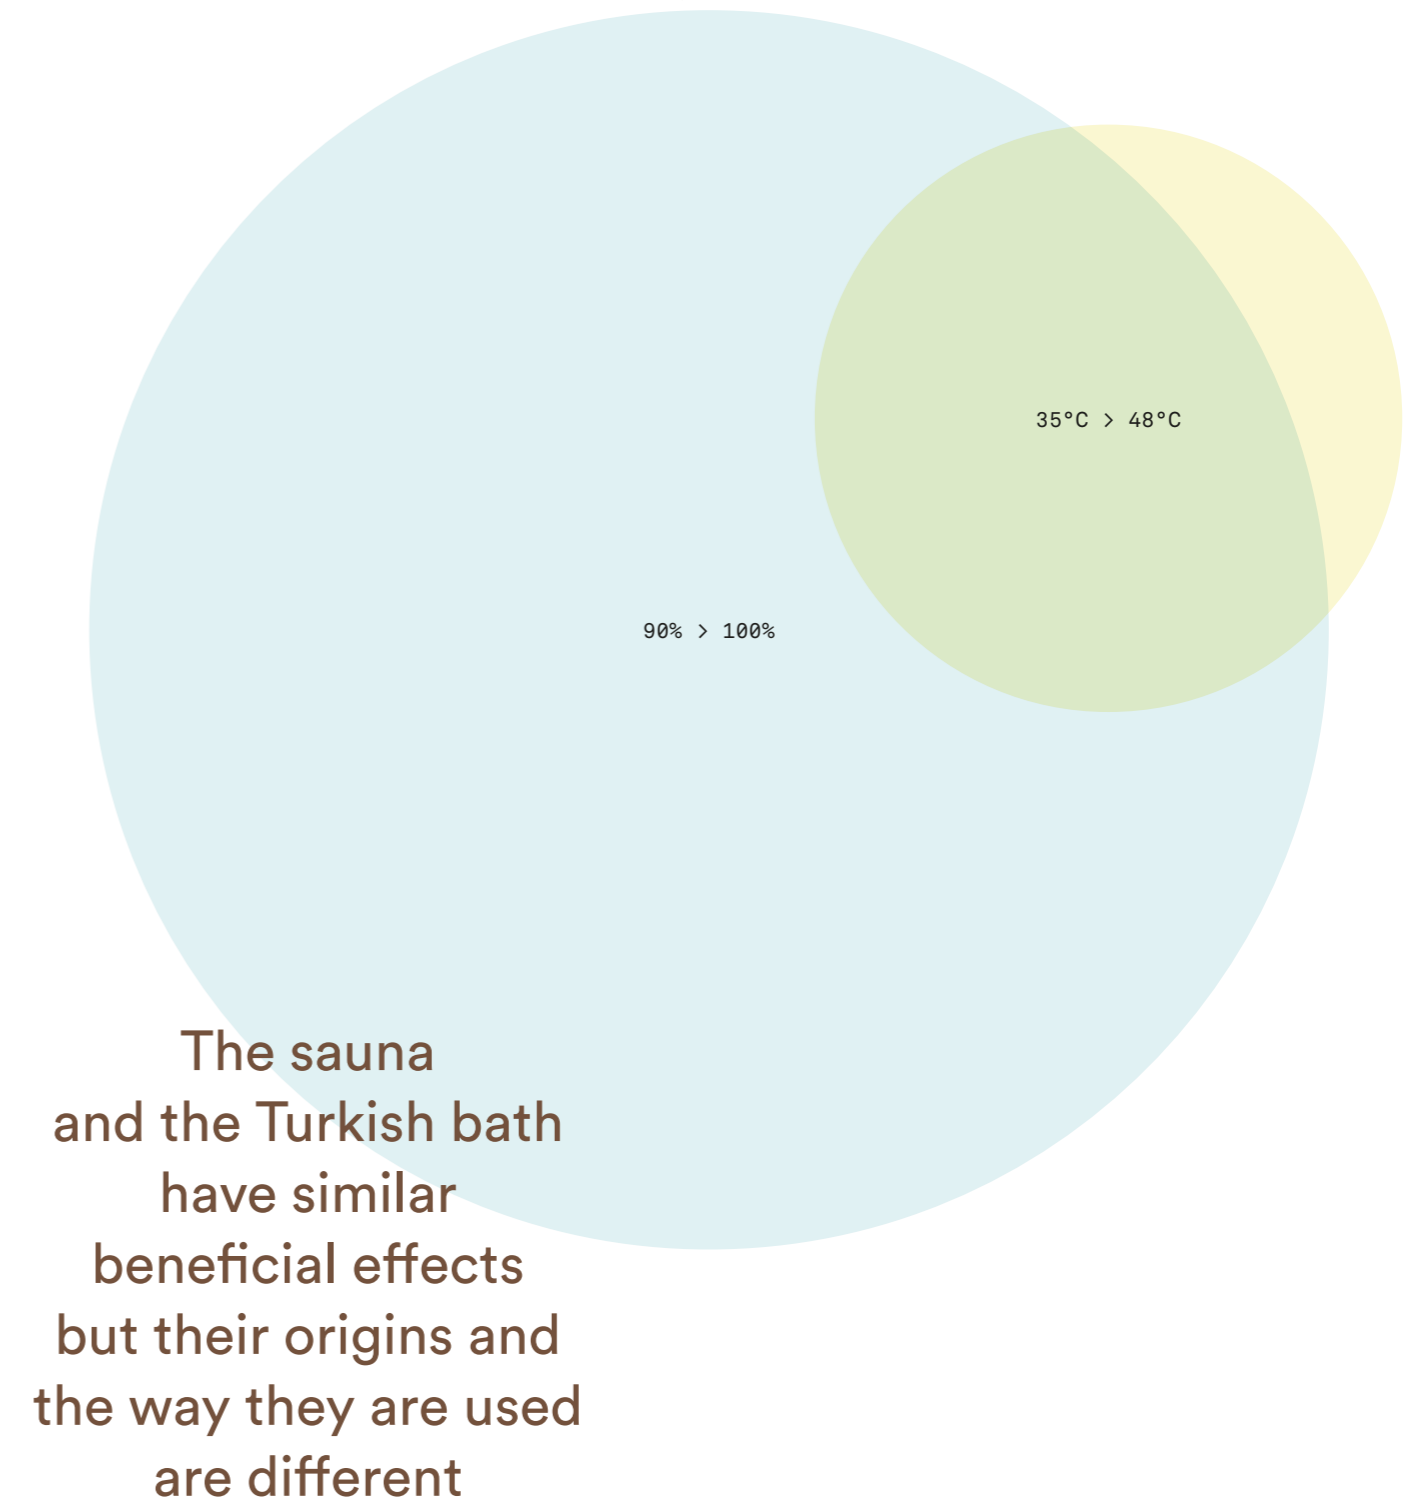 35°C > 48°C
90% > 100%
The sauna
and the Turkish bath
have similar
beneficial effects
but their origins and
the way they are used
are different